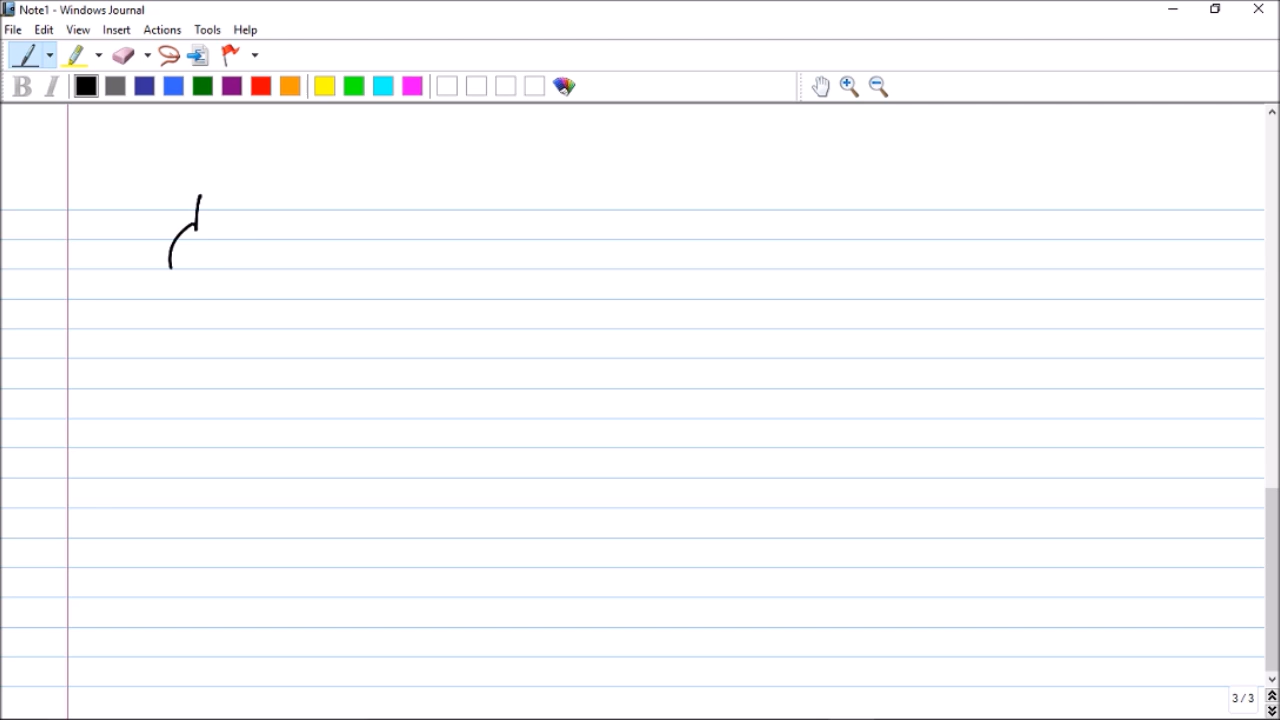 Note1 - Windows Journal
File Edit View Insert Actions Tools Help
B I
3 / 3